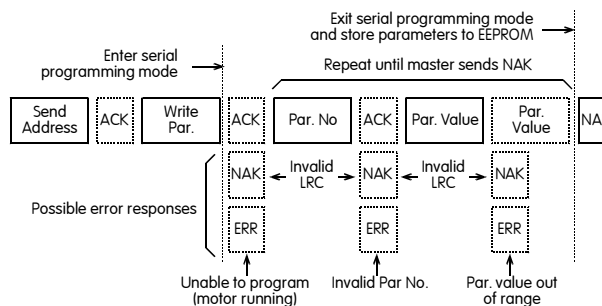 Exit serial programming mode
and store parameters to EEPROM
Enter serial
programming mode
Repeat until master sends NAK
Send
Address
ACK
Write
Par.
ACK
Par. No
ACK
Par. Value
Par.
Value
NAK
NAK
Invalid
LRC
NAK
Invalid
LRC
NAK
Possible error responses
ERR
ERR
ERR
Unable to program
(motor running)
Invalid Par No.
Par. value out
of range